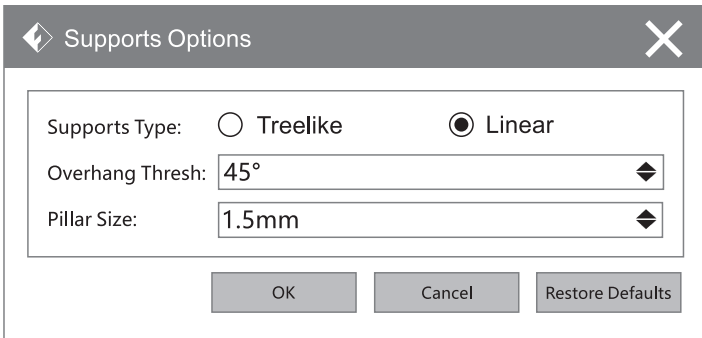 Supports Options
Supports Type: Treelike Linear
Overhang Thresh: 45°
Pillar Size: 1.5mm
OK Cancel Restore Defaults